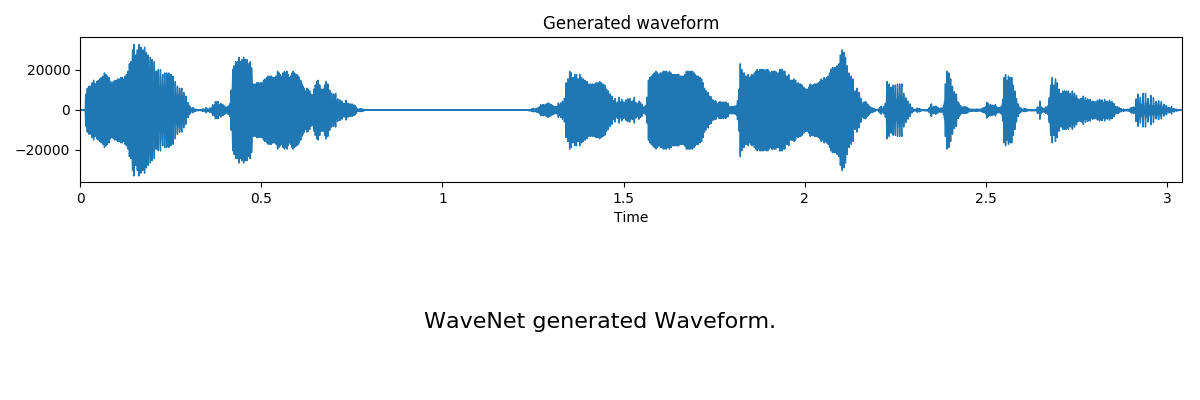 Generated waveform
20000
0
−20000
0 0.5 1 1.5 2 2.5 3
Time
WaveNet generated Waveform.